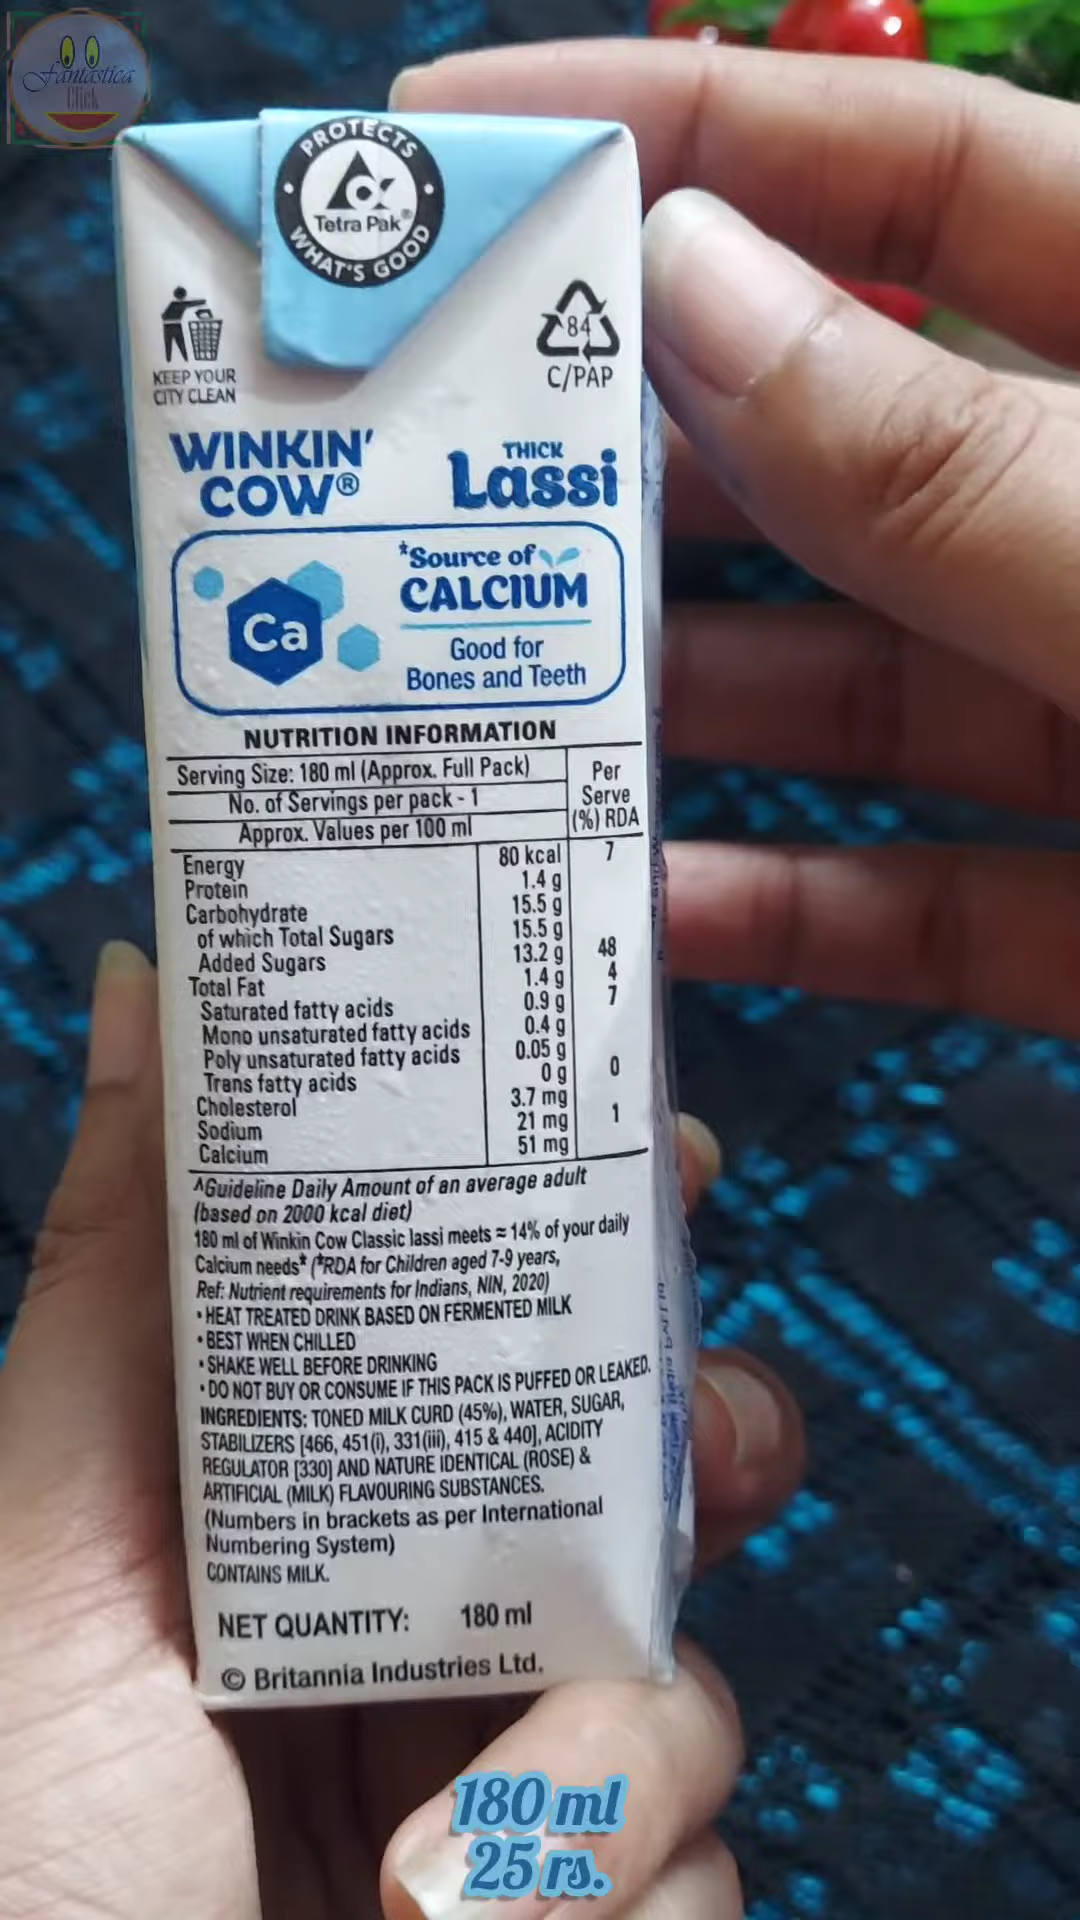 Fantastica
Click
PROTECTS
Tetra Pak®
WHAT'S GOOD
KEEP YOUR
CITY CLEAN
84
C/PAP
WINKIN'
COW®
THICK
Lassi
*Source of
CALCIUM
Ca
Good for
Bones and Teeth
NUTRITION INFORMATION
Serving Size: 180 ml (Approx. Full Pack)
No. of Servings per pack - 1
Approx. Values per 100 ml
Per
Serve
(%) RDA
Energy 80 kcal 7
Protein 1.4 g
Carbohydrate 15.5 g
of which Total Sugars 15.5 g
Added Sugars 13.2 g 48
Total Fat 1.4 g 4
Saturated fatty acids 0.9 g 7
Mono unsaturated fatty acids 0.4 g
Poly unsaturated fatty acids 0.05 g
Trans fatty acids 0 g 0
Cholesterol 3.7 mg
Sodium 21 mg 1
Calcium 51 mg
^Guideline Daily Amount of an average adult
(based on 2000 kcal diet)
180 ml of Winkin Cow Classic lassi meets ≈ 14% of your daily
Calcium needs* (*RDA for Children aged 7-9 years,
Ref: Nutrient requirements for Indians, NIN, 2020)
• HEAT TREATED DRINK BASED ON FERMENTED MILK
• BEST WHEN CHILLED
• SHAKE WELL BEFORE DRINKING
• DO NOT BUY OR CONSUME IF THIS PACK IS PUFFED OR LEAKED.
INGREDIENTS: TONED MILK CURD (45%), WATER, SUGAR,
STABILIZERS [466, 451(i), 331(iii), 415 & 440], ACIDITY
REGULATOR [330] AND NATURE IDENTICAL (ROSE) &
ARTIFICIAL (MILK) FLAVOURING SUBSTANCES.
(Numbers in brackets as per International
Numbering System)
CONTAINS MILK.
NET QUANTITY: 180 ml
© Britannia Industries Ltd.
180 ml
25 rs.